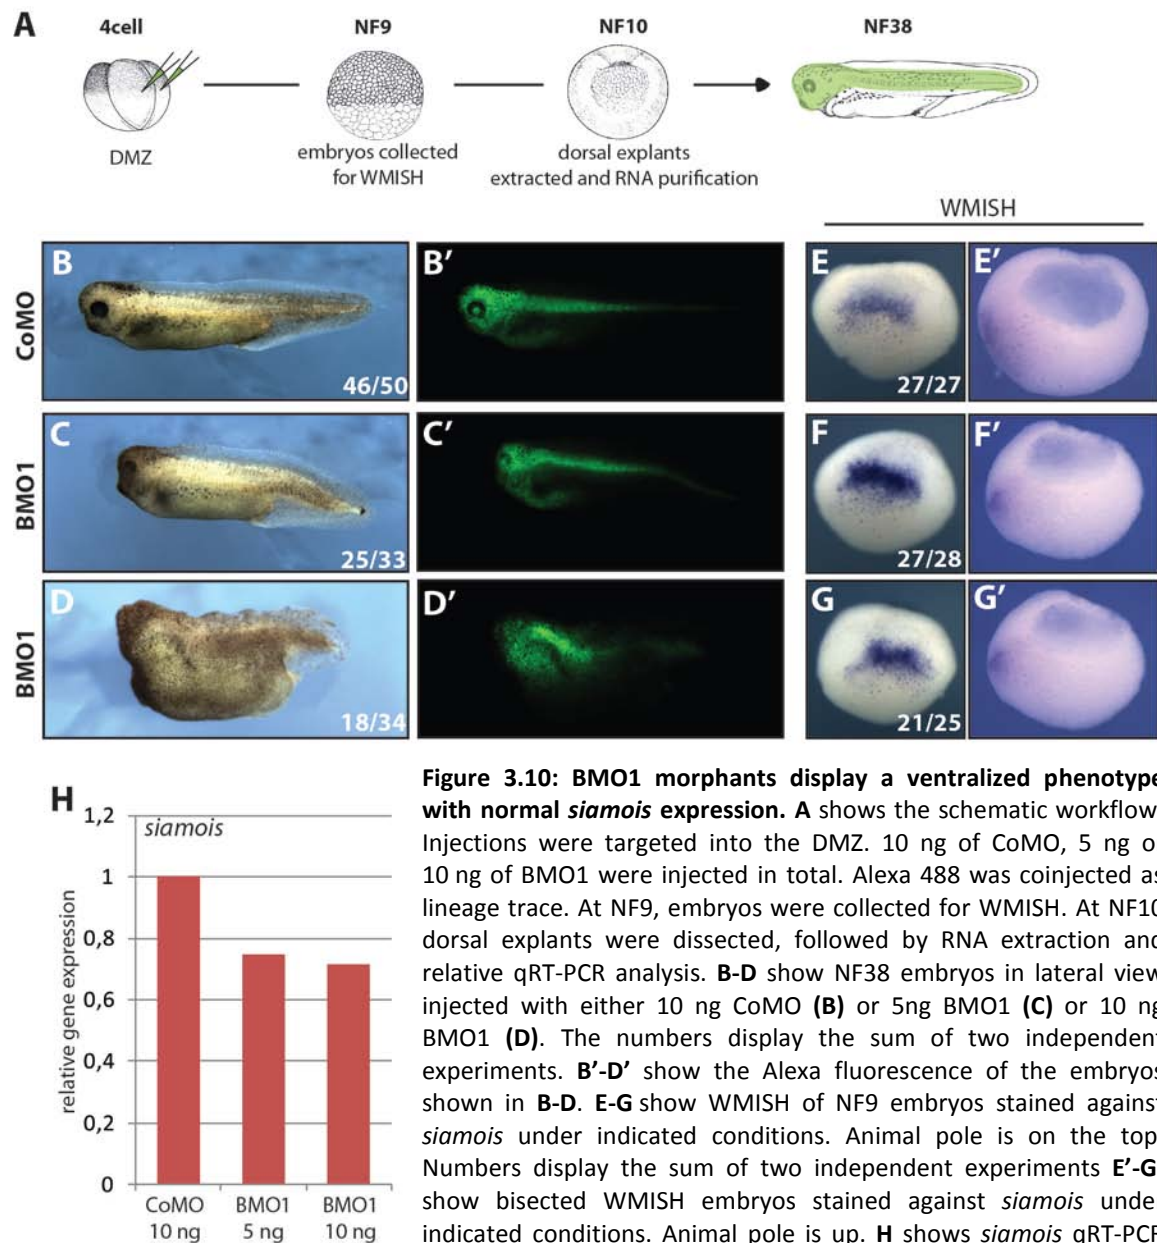 A
4cell
NF9
NF10
NF38
DMZ
embryos collected
for WMISH
dorsal explants
extracted and RNA purification
WMISH
CoMO
B
46/50
B'
E
27/27
E'
BMO1
C
25/33
C'
F
27/28
F'
BMO1
D
18/34
D'
G
21/25
G'
H
siamois
relative gene expression
1,2
1
0,8
0,6
0,4
0,2
0
CoMO
10 ng
BMO1
5 ng
BMO1
10 ng
Figure 3.10: BMO1 morphants display a ventralized phenotype
with normal siamois expression. A shows the schematic workflow
Injections were targeted into the DMZ. 10 ng of CoMO, 5 ng o
10 ng of BMO1 were injected in total. Alexa 488 was coinjected as
lineage trace. At NF9, embryos were collected for WMISH. At NF10
dorsal explants were dissected, followed by RNA extraction and
relative qRT-PCR analysis. B-D show NF38 embryos in lateral view
injected with either 10 ng CoMO (B) or 5ng BMO1 (C) or 10 ng
BMO1 (D). The numbers display the sum of two independent
experiments. B'-D' show the Alexa fluorescence of the embryos
shown in B-D. E-G show WMISH of NF9 embryos stained against
siamois under indicated conditions. Animal pole is on the top
Numbers display the sum of two independent experiments E'-G
show bisected WMISH embryos stained against siamois unde
indicated conditions. Animal pole is up. H shows siamois qRT-PCR